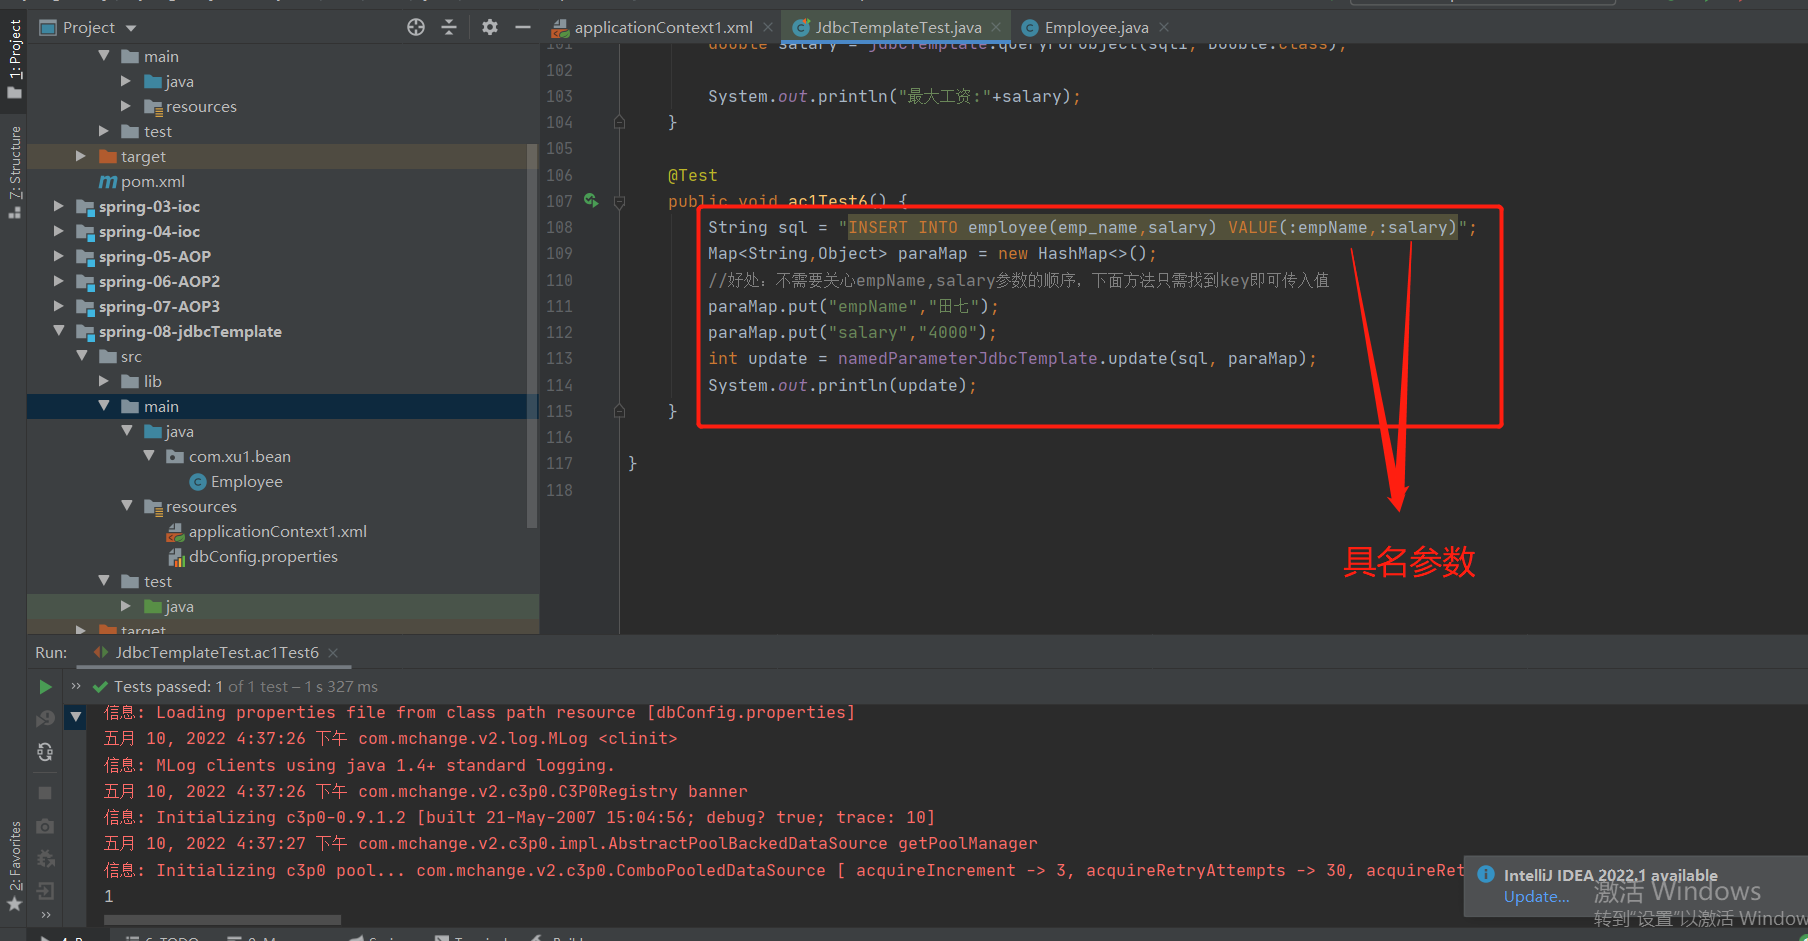 Project
applicationContext1.xml
JdbcTemplateTest.java
Employee.java
1: Project
7: Structure
2: Favorites
main
java
resources
test
target
pom.xml
spring-03-ioc
spring-04-ioc
spring-05-AOP
spring-06-AOP2
spring-07-AOP3
spring-08-jdbcTemplate
src
lib
main
java
com.xu1.bean
Employee
resources
applicationContext1.xml
dbConfig.properties
test
java
target
101 double salary = jdbcTemplate.queryForObject(sql1, Double.class);
102
103 System.out.println("最大工资:"+salary);
104 }
105
106 @Test
107 public void ac1Test6() {
108 String sql = "INSERT INTO employee(emp_name,salary) VALUE(:empName,:salary)";
109 Map<String,Object> paraMap = new HashMap<>();
110 //好处：不需要关心empName,salary参数的顺序，下面方法只需找到key即可传入值
111 paraMap.put("empName","田七");
112 paraMap.put("salary","4000");
113 int update = namedParameterJdbcTemplate.update(sql, paraMap);
114 System.out.println(update);
115 }
116
117 }
118
具名参数
Run: JdbcTemplateTest.ac1Test6
Tests passed: 1 of 1 test – 1 s 327 ms
信息: Loading properties file from class path resource [dbConfig.properties]
五月 10, 2022 4:37:26 下午 com.mchange.v2.log.MLog <clinit>
信息: MLog clients using java 1.4+ standard logging.
五月 10, 2022 4:37:26 下午 com.mchange.v2.c3p0.C3P0Registry banner
信息: Initializing c3p0-0.9.1.2 [built 21-May-2007 15:04:56; debug? true; trace: 10]
五月 10, 2022 4:37:27 下午 com.mchange.v2.c3p0.impl.AbstractPoolBackedDataSource getPoolManager
信息: Initializing c3p0 pool... com.mchange.v2.c3p0.ComboPooledDataSource [ acquireIncrement -> 3, acquireRetryAttempts -> 30, acquireRet
1
IntelliJ IDEA 2022.1 available
Update...
激活 Windows
转到"设置"以激活 Window